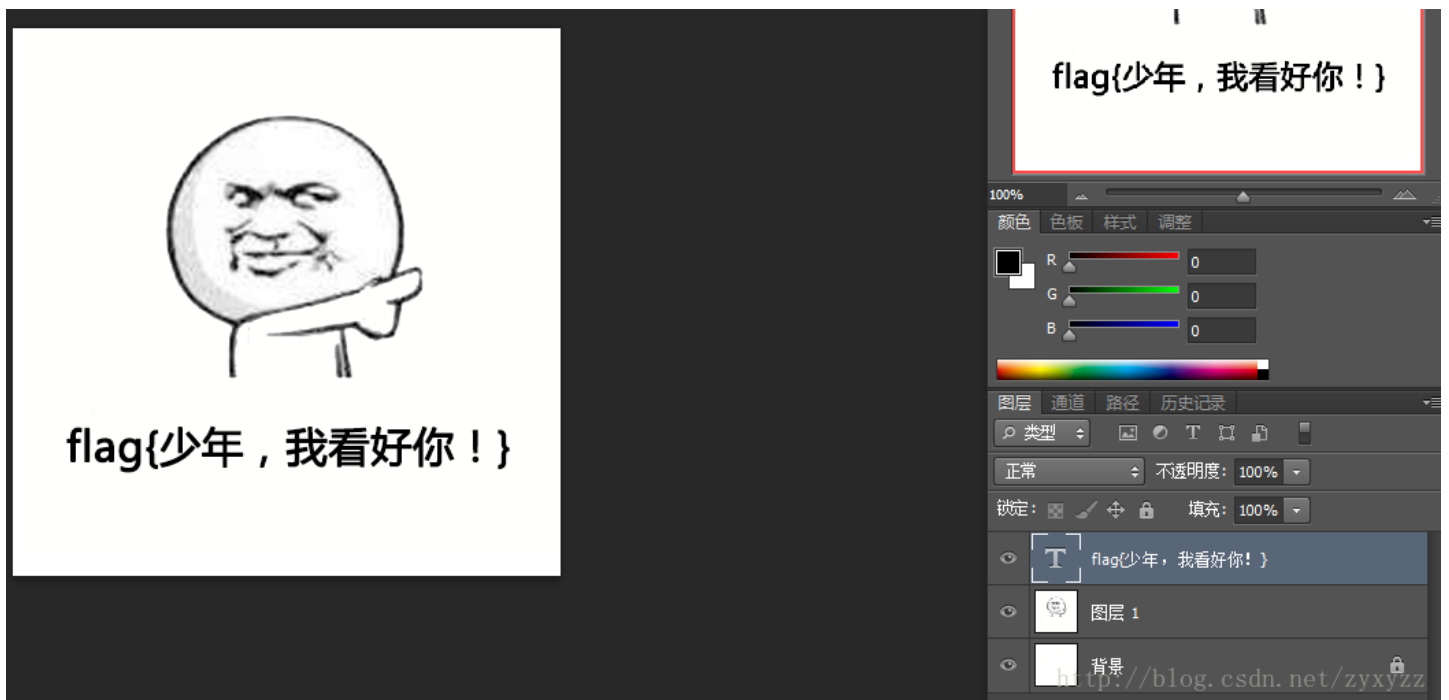 flag{少年，我看好你！}
flag{少年，我看好你！}
100%
颜色 色板 样式 调整
R 0
G 0
B 0
图层 通道 路径 历史记录
类型 T
正常 不透明度: 100%
锁定: 填充: 100%
T flag{少年，我看好你! }
图层 1
背景
http://blog.csdn.net/zyxyzz